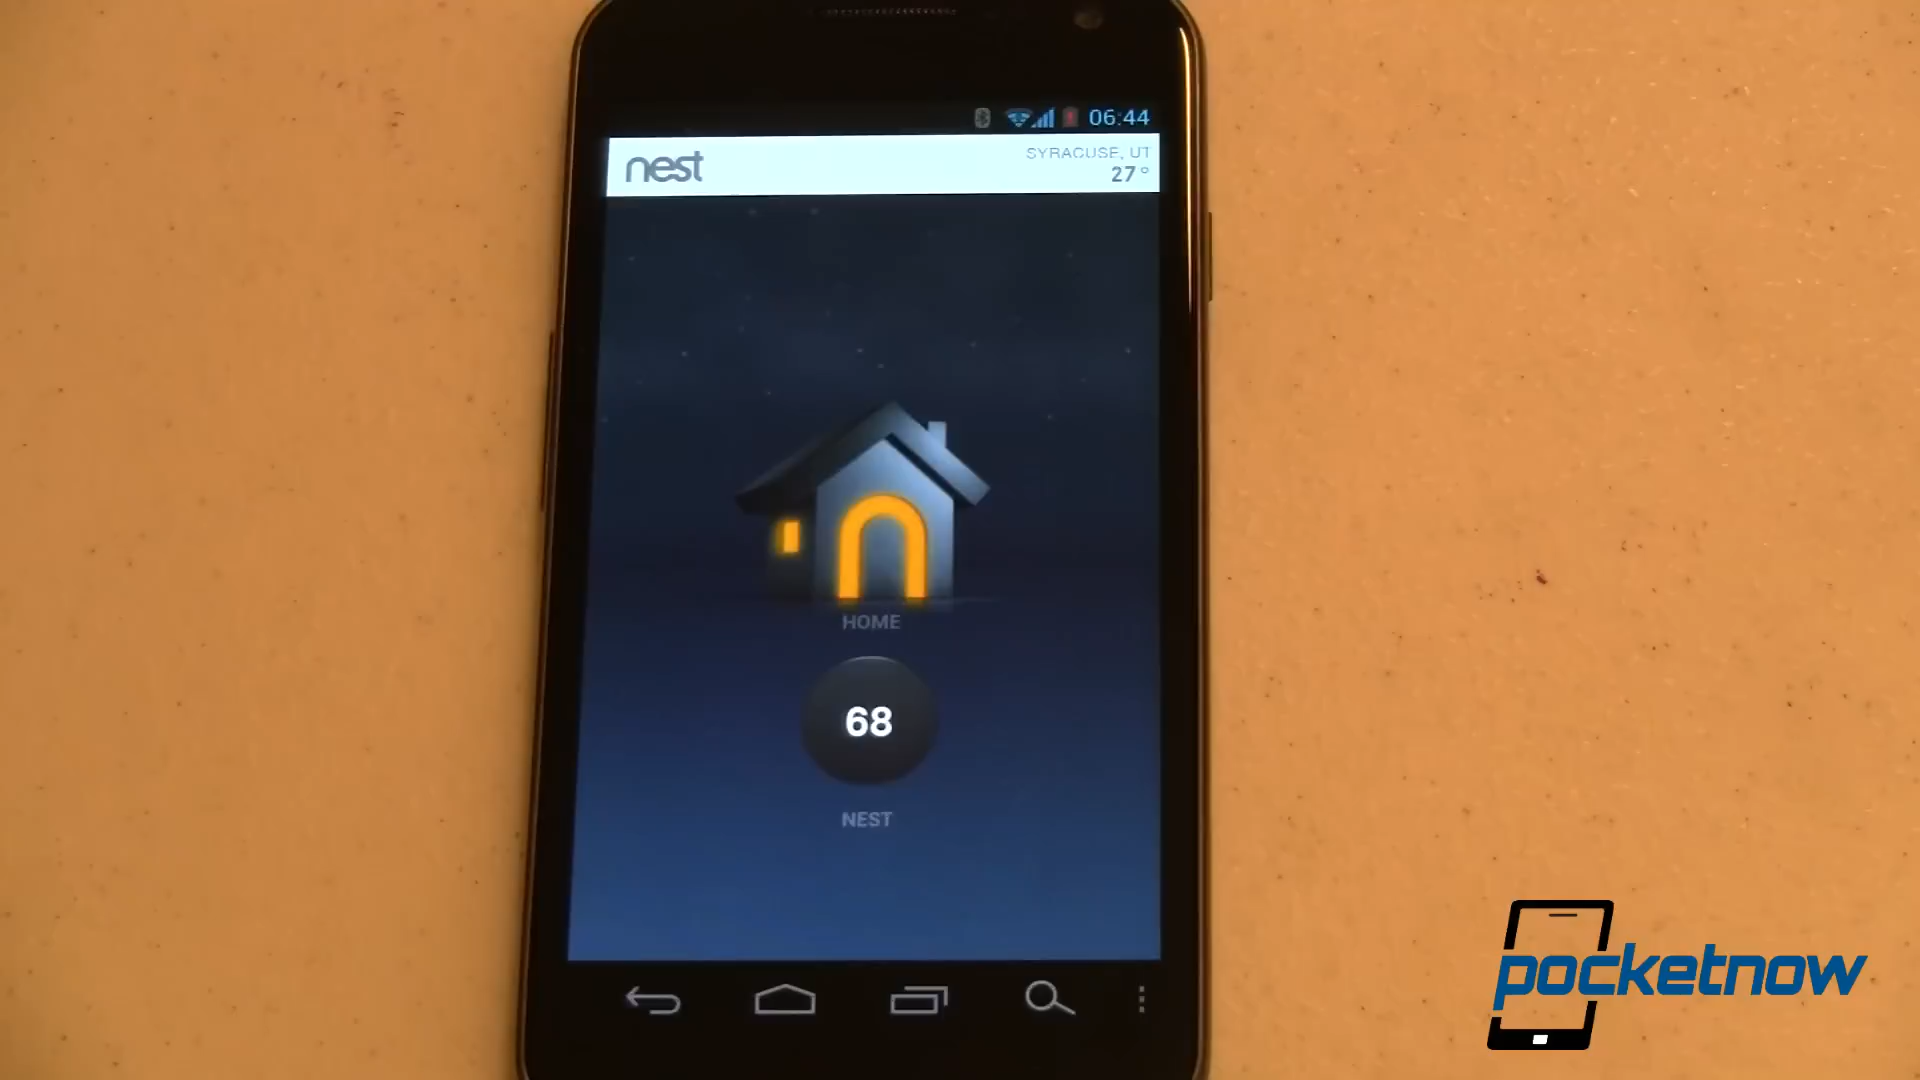 06:44
nest
SYRACUSE, UT
27°
HOME
68
NEST
pocketnow